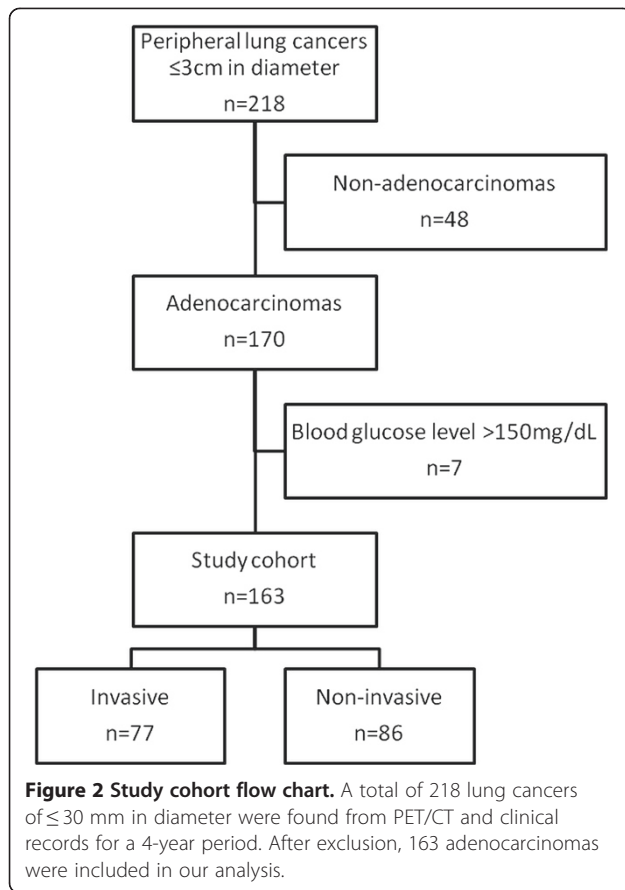 Peripheral lung cancers
≤3cm in diameter
n=218
Non-adenocarcinomas
n=48
Adenocarcinomas
n=170
Blood glucose level >150mg/dL
n=7
Study cohort
n=163
Invasive
n=77
Non-invasive
n=86
Figure 2 Study cohort flow chart. A total of 218 lung cancers
of ≤ 30 mm in diameter were found from PET/CT and clinical
records for a 4-year period. After exclusion, 163 adenocarcinomas
were included in our analysis.